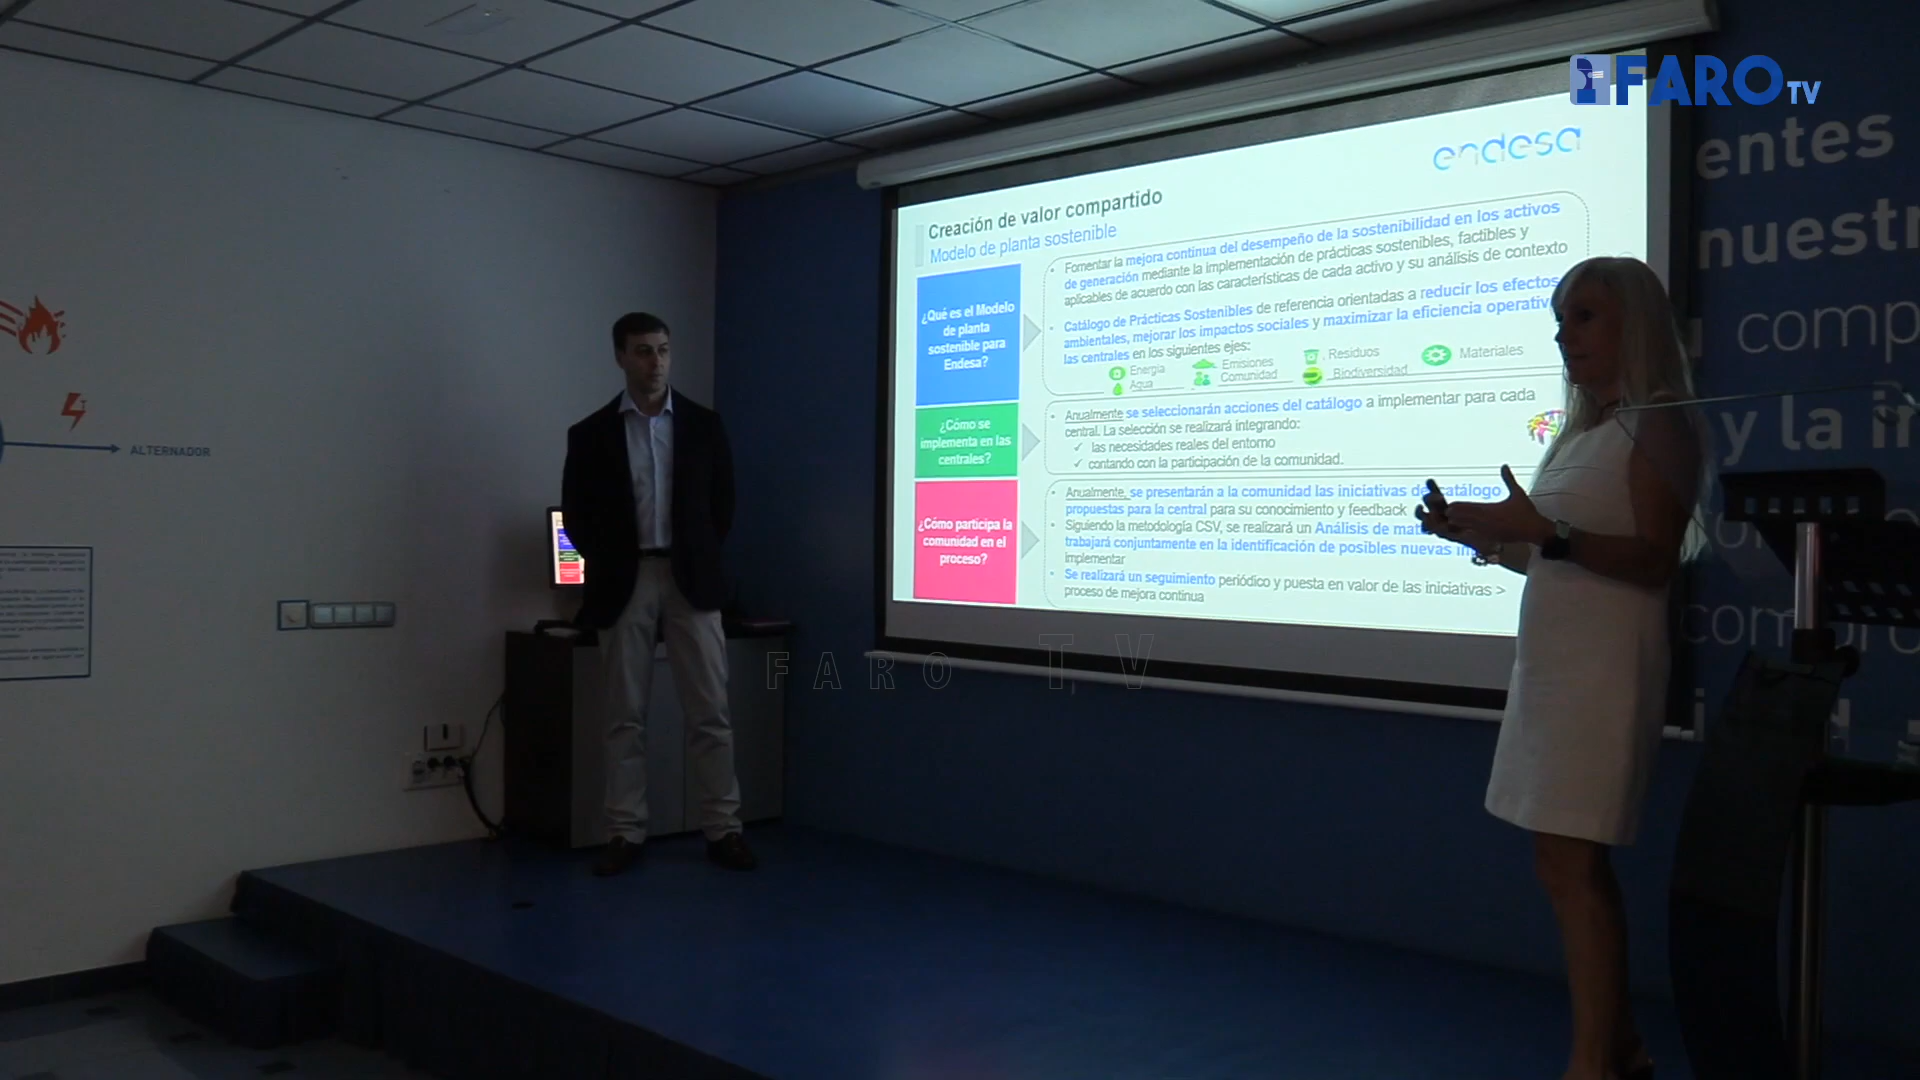 FARO TV
endesa
Creación de valor compartido
Modelo de planta sostenible
¿Qué es el Modelo
de planta
sostenible para
Endesa?
• Fomentar la mejora continua del desempeño de la sostenibilidad en los activos
de generación mediante la implementación de prácticas sostenibles, factibles y
aplicables de acuerdo con las características de cada activo y su análisis de contexto
• Catálogo de Prácticas Sostenibles de referencia orientadas a reducir los efectos
ambientales, mejorar los impactos sociales y maximizar la eficiencia operativ
las centrales en los siguientes ejes:
Energía
Agua
Emisiones
Comunidad
Residuos
Biodiversidad
Materiales
¿Cómo se
implementa en las
centrales?
• Anualmente se seleccionarán acciones del catálogo a implementar para cada
central. La selección se realizará integrando:
✓ las necesidades reales del entorno
✓ contando con la participación de la comunidad.
¿Cómo participa la
comunidad en el
proceso?
• Anualmente, se presentarán a la comunidad las iniciativas de catálogo
propuestas para la central para su conocimiento y feedback
• Siguiendo la metodología CSV, se realizará un Análisis de mat
trabajará conjuntamente en la identificación de posibles nuevas
implementar
• Se realizará un seguimiento periódico y puesta en valor de las iniciativas >
proceso de mejora continua
ALTERNADOR
entes
nuestr
comp
y la in
FARO TV